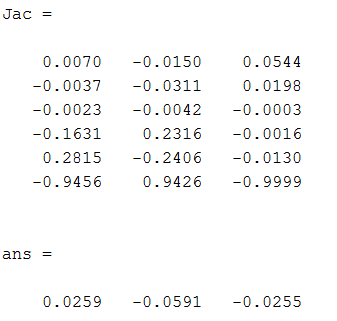 Jac =
0.0070 -0.0150 0.0544
-0.0037 -0.0311 0.0198
-0.0023 -0.0042 -0.0003
-0.1631 0.2316 -0.0016
0.2815 -0.2406 -0.0130
-0.9456 0.9426 -0.9999
ans =
0.0259 -0.0591 -0.0255